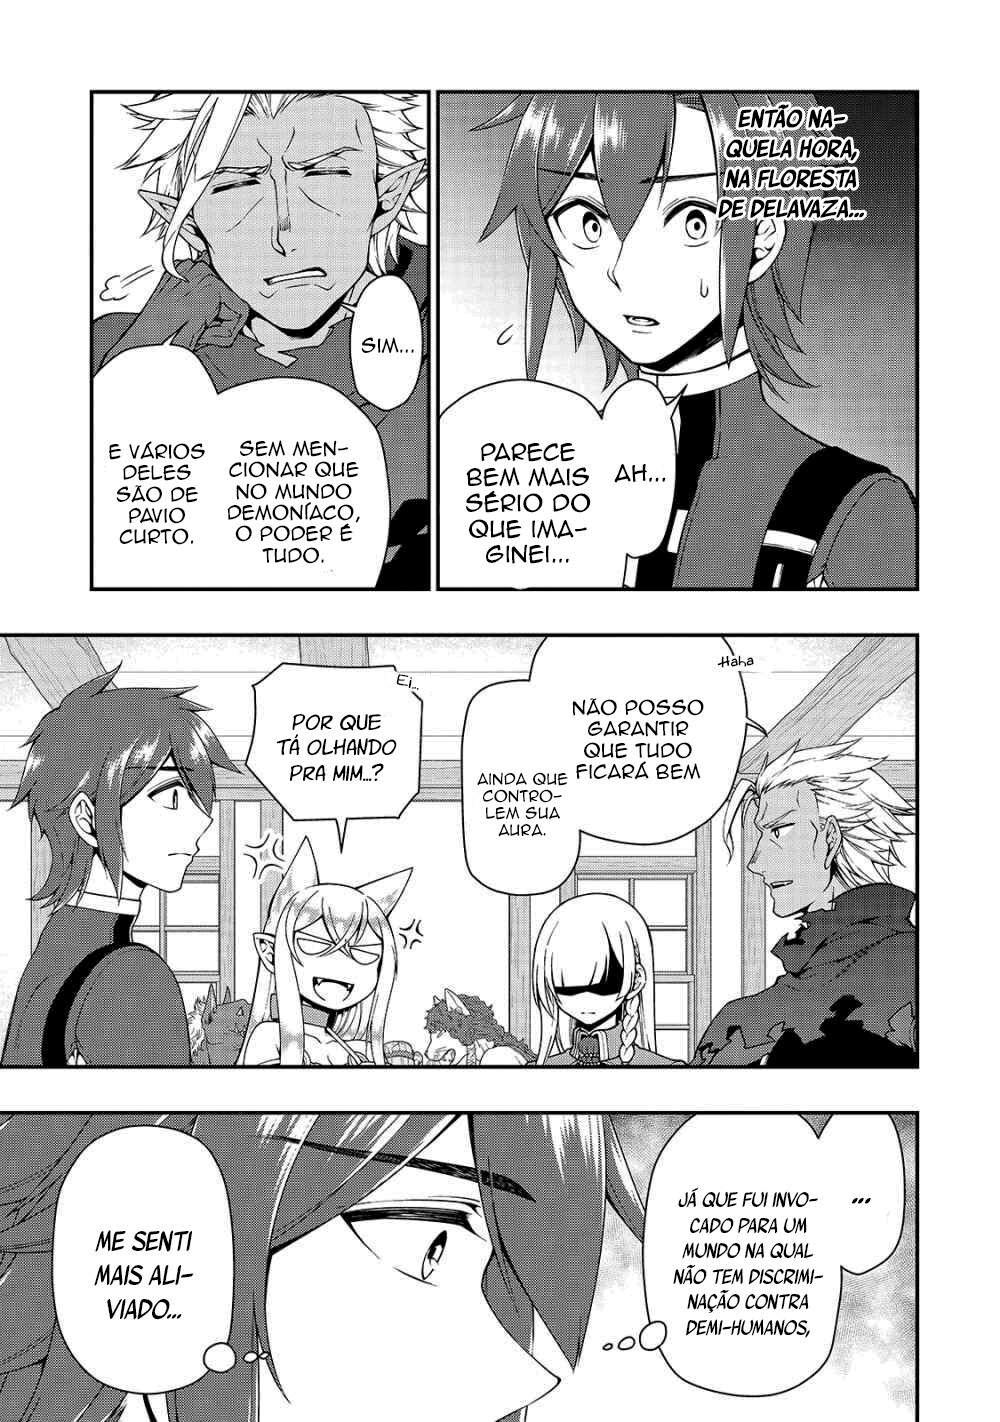 ENTÃO NA-
QUELA HORA,
NA FLORESTA
DE DELAVAZA...
AH...
PARECE
BEM MAIS
SÉRIO DO
QUE IMA-
GINEI...
SIM...
SEM MEN-
CIONAR QUE
NO MUNDO
DEMONÍACO,
O PODER É
TUDO.
E VÁRIOS
DELES
SÃO DE
PAVIO
CURTO.
Haha
NÃO POSSO
GARANTIR
QUE TUDO
FICARÁ BEM
AINDA QUE
CONTRO-
LEM SUA
AURA.
Ei...
POR QUE
TÁ OLHANDO
PRA MIM...?
...
JÁ QUE FUI INVO-
CADO PARA UM
MUNDO NA QUAL
NÃO TEM DISCRIMI-
NAÇÃO CONTRA
DEMI-HUMANOS,
ME SENTI
MAIS ALI-
VIADO...